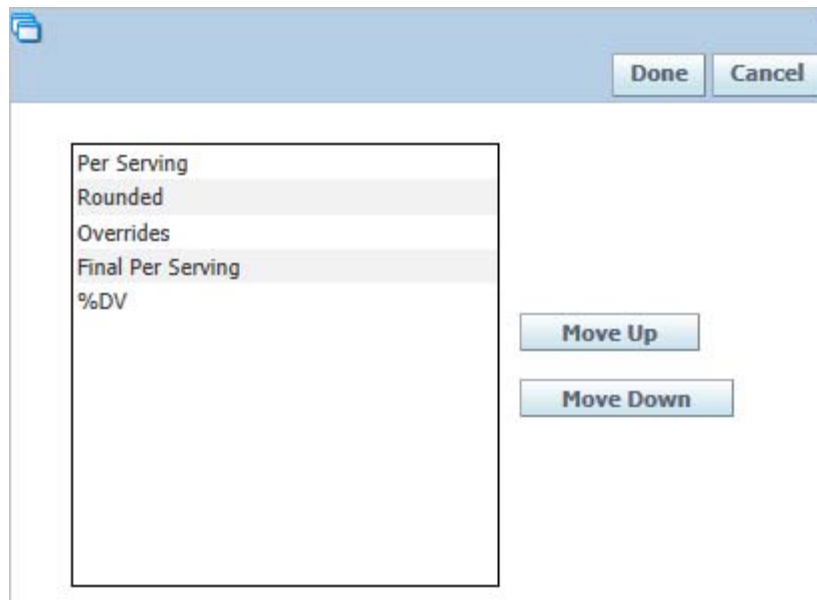 Done Cancel
Per Serving
Rounded
Overrides
Final Per Serving
%DV
Move Up
Move Down